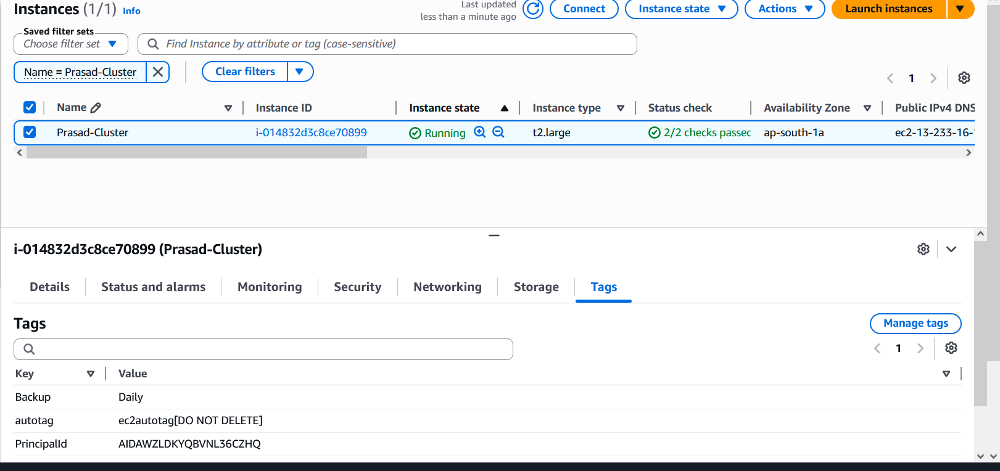 Instances (1/1) Info
Last updated
less than a minute ago
Connect
Instance state
Actions
Launch instances
Saved filter sets
Choose filter set
Find Instance by attribute or tag (case-sensitive)
Name = Prasad-Cluster
Clear filters
1
Name Instance ID Instance state Instance type Status check Availability Zone Public IPv4 DNS
Prasad-Cluster i-014832d3c8ce70899 Running t2.large 2/2 checks passec ap-south-1a ec2-13-233-16-
i-014832d3c8ce70899 (Prasad-Cluster)
Details Status and alarms Monitoring Security Networking Storage Tags
Tags
Manage tags
1
Key Value
Backup Daily
autotag ec2autotag[DO NOT DELETE]
PrincipalId AIDAWZLDKYQBVNL36CZHQ